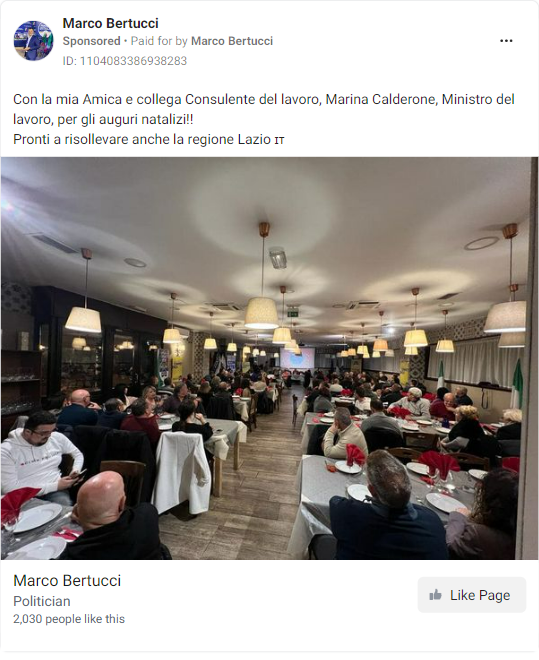 Marco Bertucci
Sponsored • Paid for by Marco Bertucci
ID: 1104083386938283
Con la mia Amica e collega Consulente del lavoro, Marina Calderone, Ministro del
lavoro, per gli auguri natalizi!!
Pronti a risollevare anche la regione Lazio IT
Marco Bertucci
Politician
2,030 people like this
Like Page